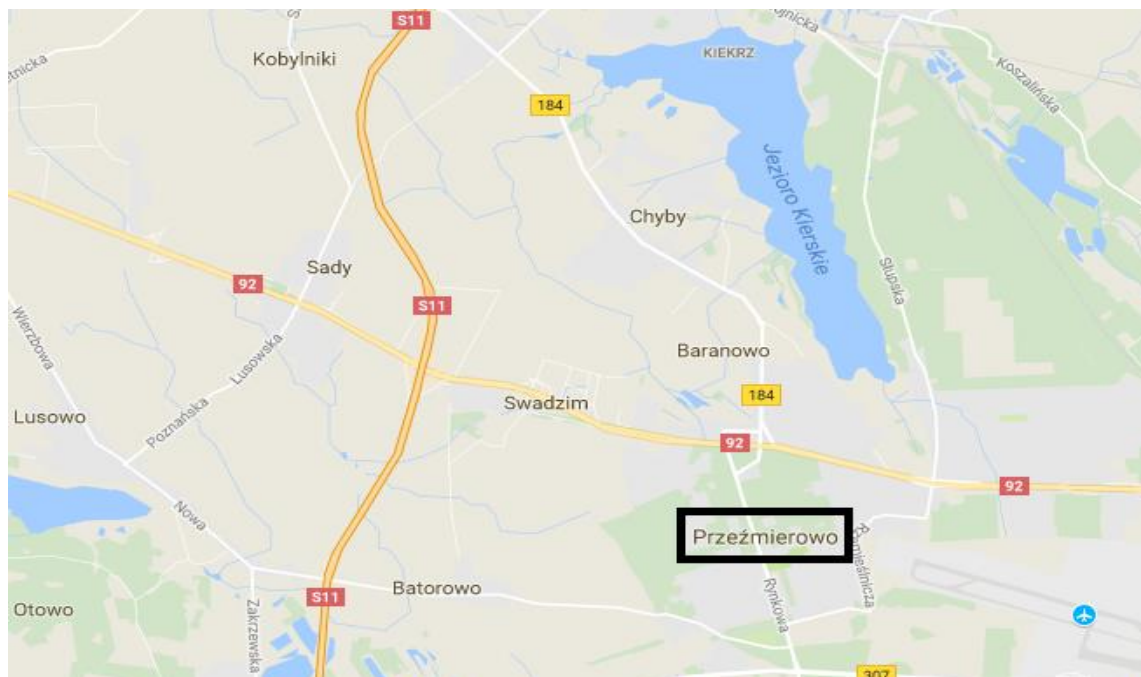 S11
Kobylniki
KIEKRZ
Koszalińska
184
Jezioro Kierskie
Chyby
Słupska
Sady
92
S11
Wierzbowa
Lusowska
Poznańska
Baranowo
184
Swadzim
Lusowo
92
92
Nowa
Przeźmierowo
Rzemieślnicza
Batorowo
S11
Rynkowa
Otowo
Zakrzewska
307